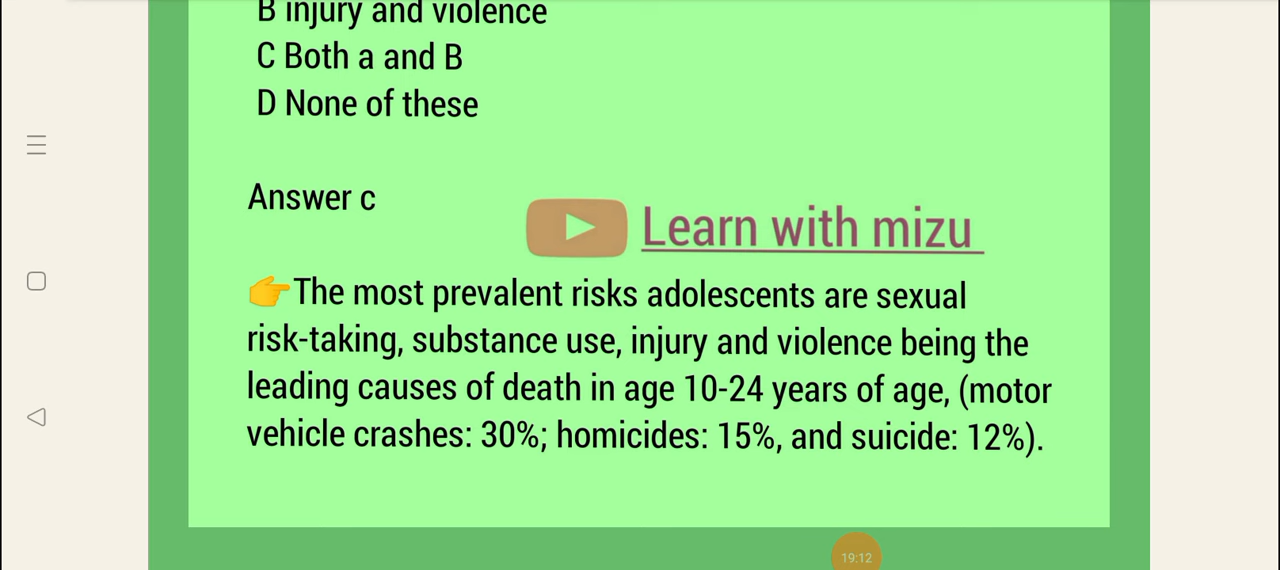 B injury and violence
C Both a and B
D None of these
Answer c
Learn with mizu
👉The most prevalent risks adolescents are sexual
risk-taking, substance use, injury and violence being the
leading causes of death in age 10-24 years of age, (motor
vehicle crashes: 30%; homicides: 15%, and suicide: 12%).
19:12